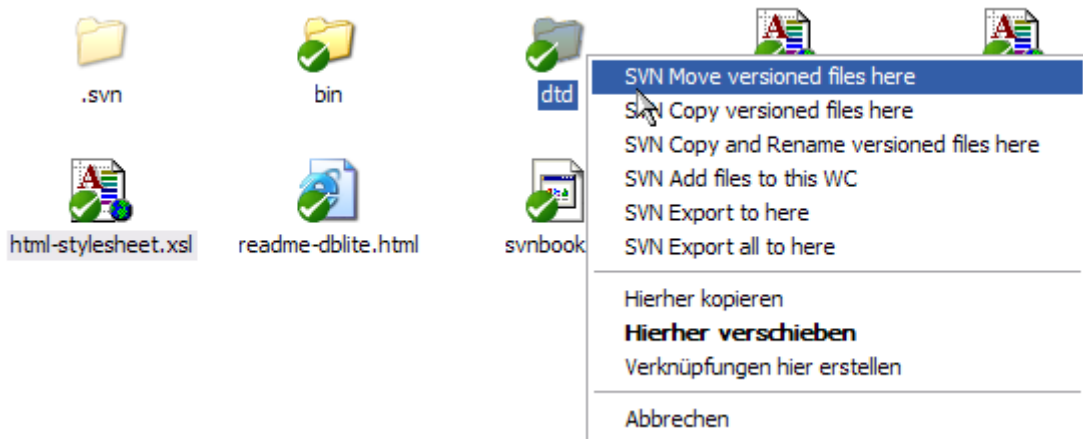 .svn
bin
dtd
html-stylesheet.xsl
readme-dblite.html
svnbook
SVN Move versioned files here
SVN Copy versioned files here
SVN Copy and Rename versioned files here
SVN Add files to this WC
SVN Export to here
SVN Export all to here
Hierher kopieren
Hierher verschieben
Verknüpfungen hier erstellen
Abbrechen